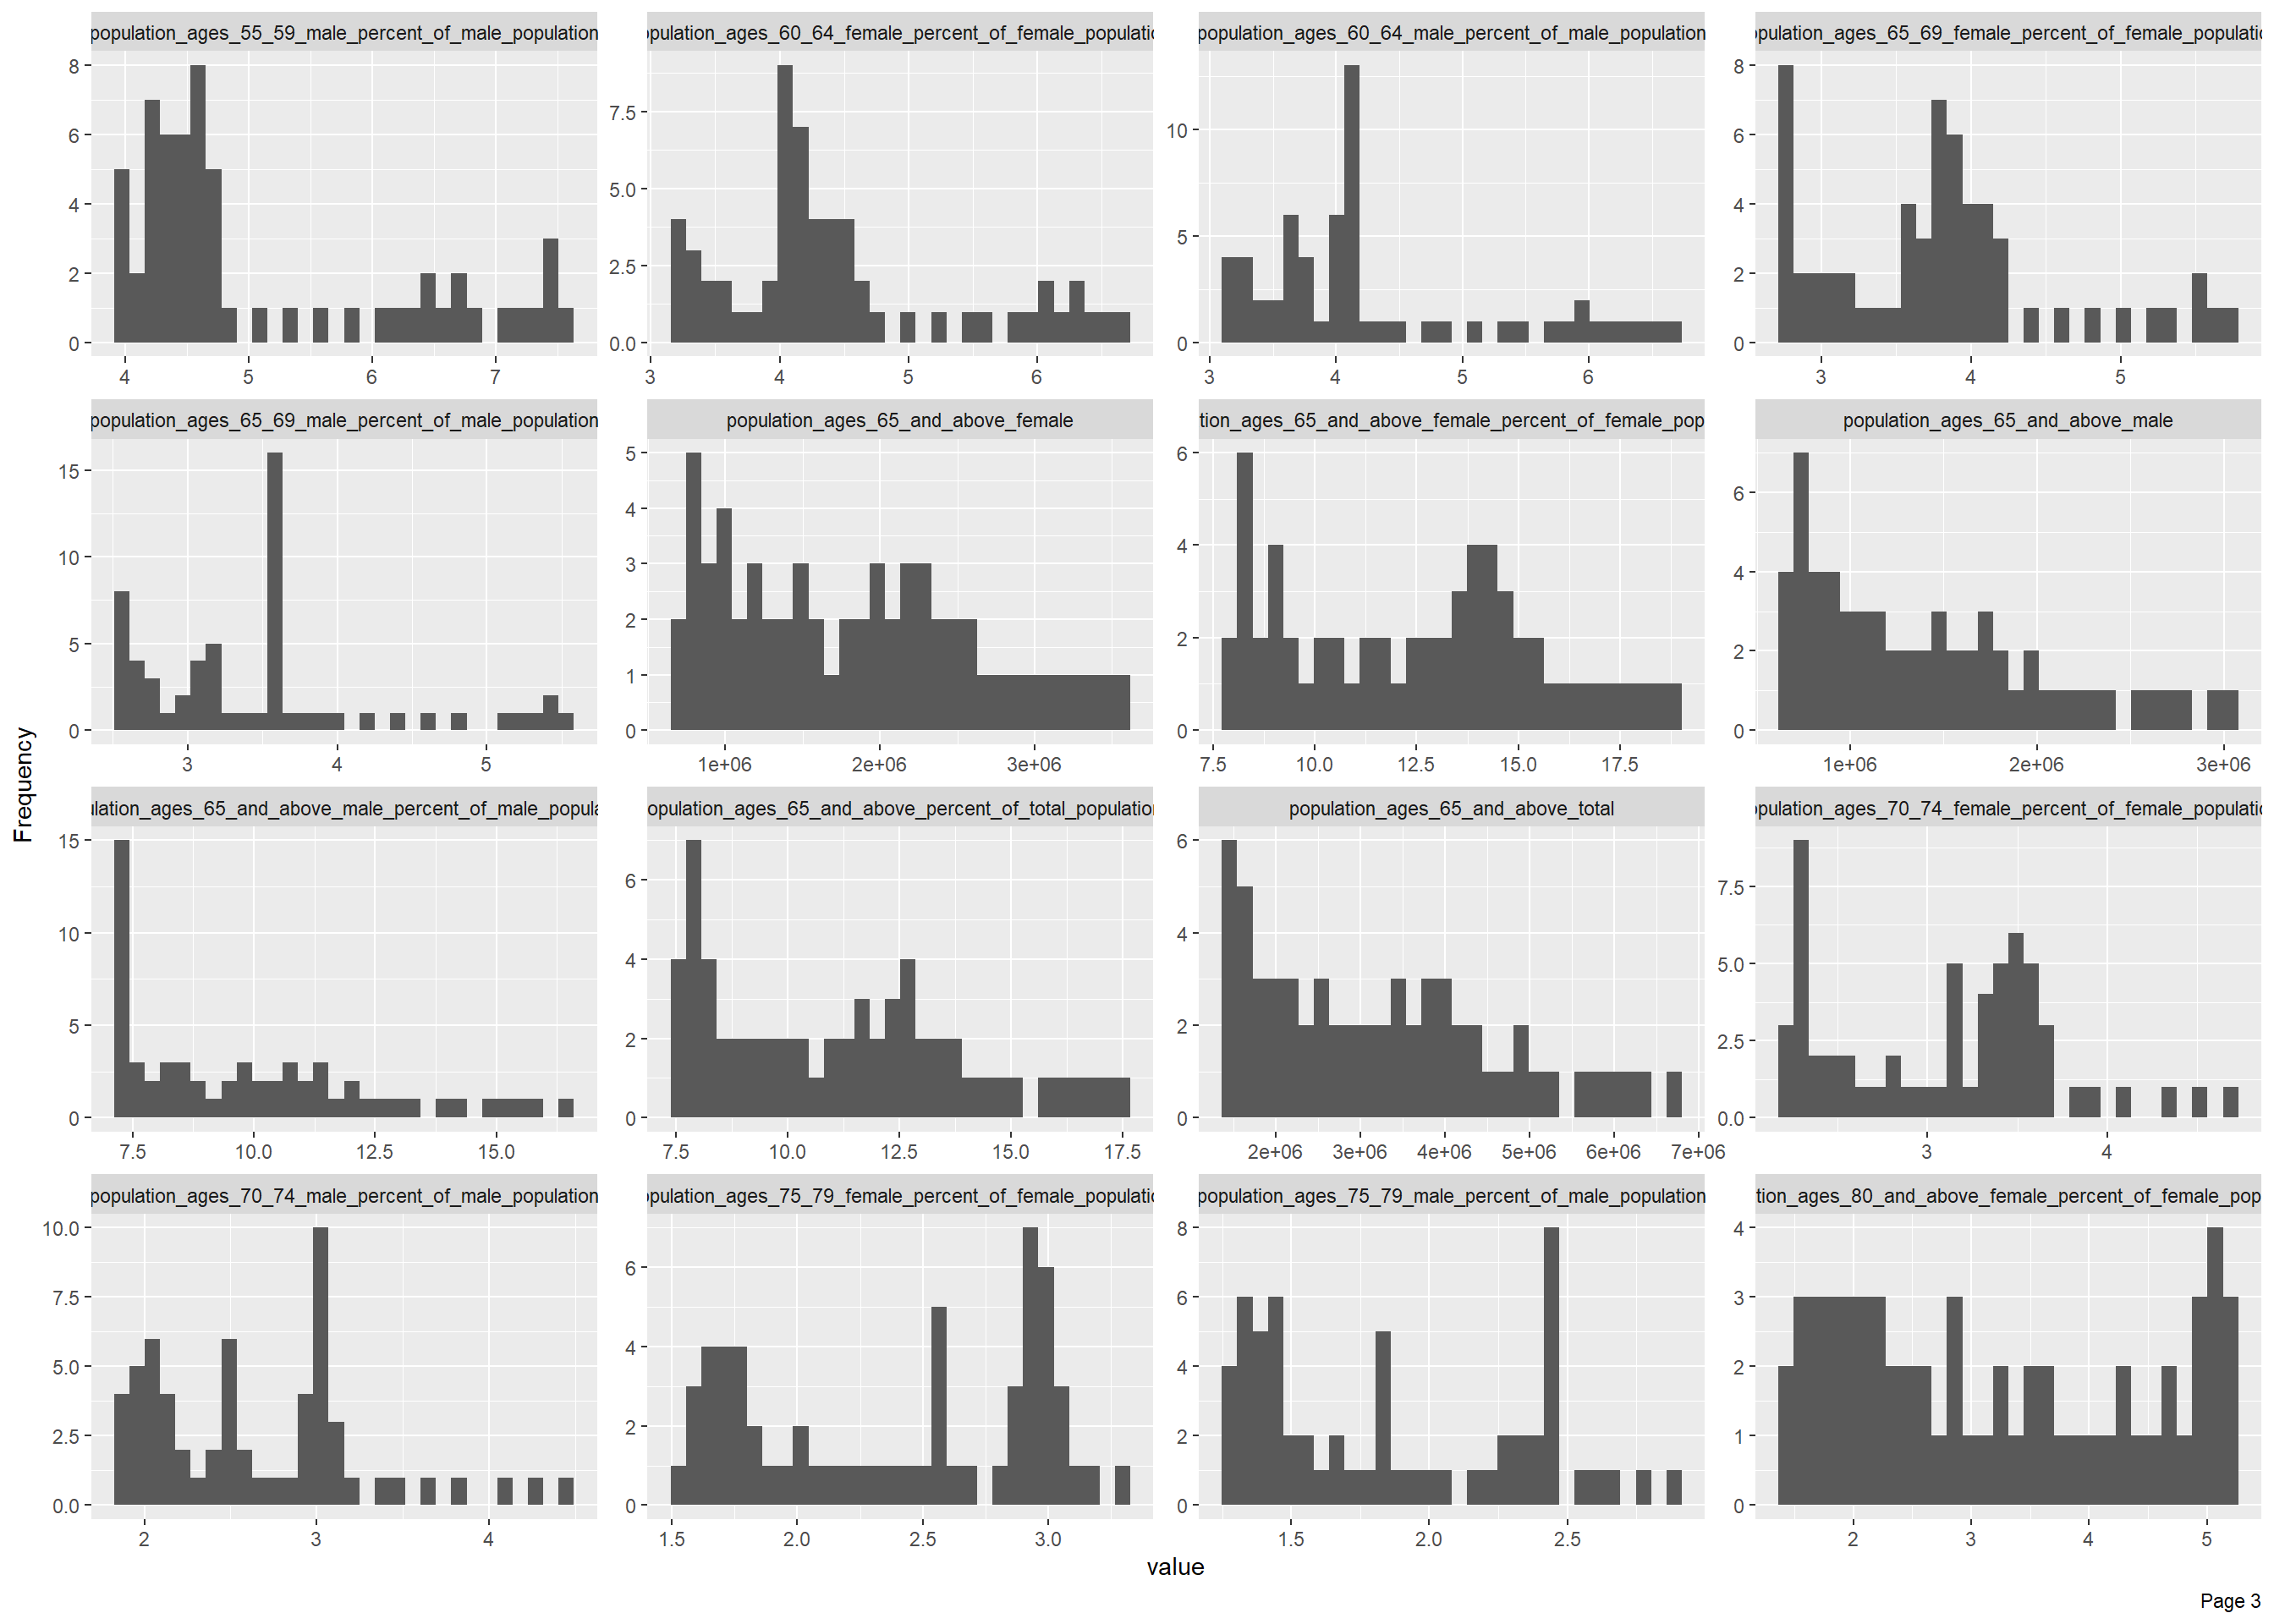 population_ages_55_59_male_percent_of_male_population
opulation_ages_60_64_female_percent_of_female_populatio
population_ages_60_64_male_percent_of_male_population
opulation_ages_65_69_female_percent_of_female_populatio
8
6
4
2
0
4 5 6 7
7.5
5.0
2.5
0.0
3 4 5 6
10
5
0
3 4 5 6
8
6
4
2
0
3 4 5
population_ages_65_69_male_percent_of_male_population
population_ages_65_and_above_female
tion_ages_65_and_above_female_percent_of_female_pop
population_ages_65_and_above_male
15
10
5
0
3 4 5
5
4
3
2
1
0
1e+06 2e+06 3e+06
6
4
2
0
7.5 10.0 12.5 15.0 17.5
6
4
2
0
1e+06 2e+06 3e+06
Frequency
ulation_ages_65_and_above_male_percent_of_male_popula
opulation_ages_65_and_above_percent_of_total_population
population_ages_65_and_above_total
opulation_ages_70_74_female_percent_of_female_populatio
15
10
5
0
7.5 10.0 12.5 15.0
6
4
2
0
7.5 10.0 12.5 15.0 17.5
6
4
2
0
2e+06 3e+06 4e+06 5e+06 6e+06 7e+06
7.5
5.0
2.5
0.0
3 4
population_ages_70_74_male_percent_of_male_population
opulation_ages_75_79_female_percent_of_female_populatio
population_ages_75_79_male_percent_of_male_population
tion_ages_80_and_above_female_percent_of_female_pop
10.0
7.5
5.0
2.5
0.0
2 3 4
6
4
2
0
1.5 2.0 2.5 3.0
8
6
4
2
0
1.5 2.0 2.5
4
3
2
1
0
2 3 4 5
value
Page 3